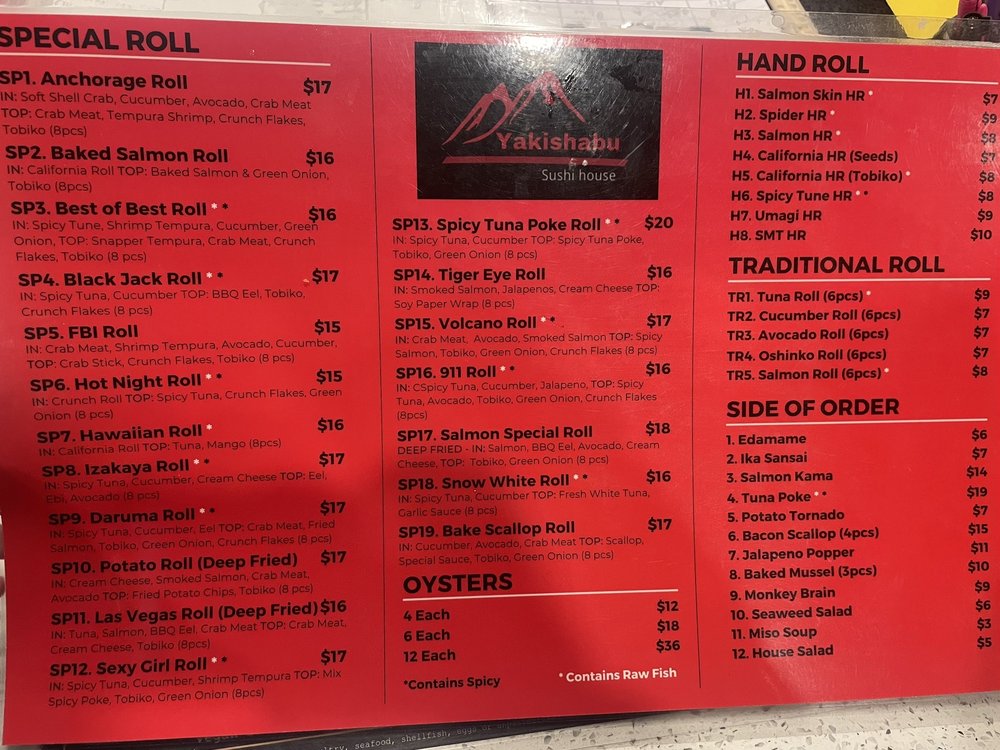 SPECIAL ROLL
SP1. Anchorage Roll $17
IN: Soft Shell Crab, Cucumber, Avocado, Crab Meat
TOP: Crab Meat, Tempura Shrimp, Crunch Flakes,
Tobiko (8pcs)
SP2. Baked Salmon Roll $16
IN: California Roll TOP: Baked Salmon & Green Onion,
Tobiko (8pcs)
SP3. Best of Best Roll ** $16
IN: Spicy Tune, Shrimp Tempura, Cucumber, Green
Onion, TOP: Snapper Tempura, Crab Meat, Crunch
Flakes, Tobiko (8 pcs)
SP4. Black Jack Roll ** $17
IN: Spicy Tuna, Cucumber TOP: BBQ Eel, Tobiko,
Crunch Flakes (8 pcs)
SP5. FBI Roll $15
IN: Crab Meat, Shrimp Tempura, Avocado, Cucumber,
TOP: Crab Stick, Crunch Flakes, Tobiko (8 pcs)
SP6. Hot Night Roll ** $15
IN: Crunch Roll TOP: Spicy Tuna, Crunch Flakes, Green
Onion (8 pcs)
SP7. Hawaiian Roll * $16
IN: California Roll TOP: Tuna, Mango (8pcs)
SP8. Izakaya Roll ** $17
IN: Spicy Tuna, Cucumber, Cream Cheese TOP: Eel,
Ebi, Avocado (8 pcs)
SP9. Daruma Roll ** $17
IN: Spicy Tuna, Cucumber, Eel TOP: Crab Meat, Fried
Salmon, Tobiko, Green Onion, Crunch Flakes (8 pcs)
SP10. Potato Roll (Deep Fried) $17
IN: Cream Cheese, Smoked Salmon, Crab Meat,
Avocado TOP: Fried Potato Chips, Tobiko (8 pcs)
SP11. Las Vegas Roll (Deep Fried) $16
IN: Tuna, Salmon, BBQ Eel, Crab Meat TOP: Crab Meat,
Cream Cheese, Tobiko (8pcs)
SP12. Sexy Girl Roll ** $17
IN: Spicy Tuna, Cucumber, Shrimp Tempura TOP: Mix
Spicy Poke, Tobiko, Green Onion (8pcs)
Yakishabu
Sushi house
SP13. Spicy Tuna Poke Roll ** $20
IN: Spicy Tuna, Cucumber TOP: Spicy Tuna Poke,
Tobiko, Green Onion (8 pcs)
SP14. Tiger Eye Roll $16
IN: Smoked Salmon, Jalapenos, Cream Cheese TOP:
Soy Paper Wrap (8 pcs)
SP15. Volcano Roll ** $17
IN: Crab Meat, Avocado, Smoked Salmon TOP: Spicy
Salmon, Tobiko, Green Onion, Crunch Flakes (8 pcs)
SP16. 911 Roll ** $16
IN: CSpicy Tuna, Cucumber, Jalapeno, TOP: Spicy
Tuna, Avocado, Tobiko, Green Onion, Crunch Flakes
(8pcs)
SP17. Salmon Special Roll $18
DEEP FRIED - IN: Salmon, BBQ Eel, Avocado, Cream
Cheese, TOP: Tobiko, Green Onion (8 pcs)
SP18. Snow White Roll ** $16
IN: Spicy Tuna, Cucumber TOP: Fresh White Tuna,
Garlic Sauce (8 pcs)
SP19. Bake Scallop Roll $17
IN: Cucumber, Avocado, Crab Meat TOP: Scallop,
Special Sauce, Tobiko, Green Onion (8 pcs)
OYSTERS
4 Each $12
6 Each $18
12 Each $36
*Contains Spicy * Contains Raw Fish
HAND ROLL
H1. Salmon Skin HR * $7
H2. Spider HR * $9
H3. Salmon HR * $8
H4. California HR (Seeds) $7
H5. California HR (Tobiko) * $8
H6. Spicy Tune HR ** $8
H7. Umagi HR $9
H8. SMT HR $10
TRADITIONAL ROLL
TR1. Tuna Roll (6pcs) * $9
TR2. Cucumber Roll (6pcs) $7
TR3. Avocado Roll (6pcs) $7
TR4. Oshinko Roll (6pcs) $7
TR5. Salmon Roll (6pcs) * $8
SIDE OF ORDER
1. Edamame $6
2. Ika Sansai $7
3. Salmon Kama $14
4. Tuna Poke ** $19
5. Potato Tornado $7
6. Bacon Scallop (4pcs) $15
7. Jalapeno Popper $11
8. Baked Mussel (3pcs) $10
9. Monkey Brain $9
10. Seaweed Salad $6
11. Miso Soup $3
12. House Salad $5
seafood, shellfish, eggs